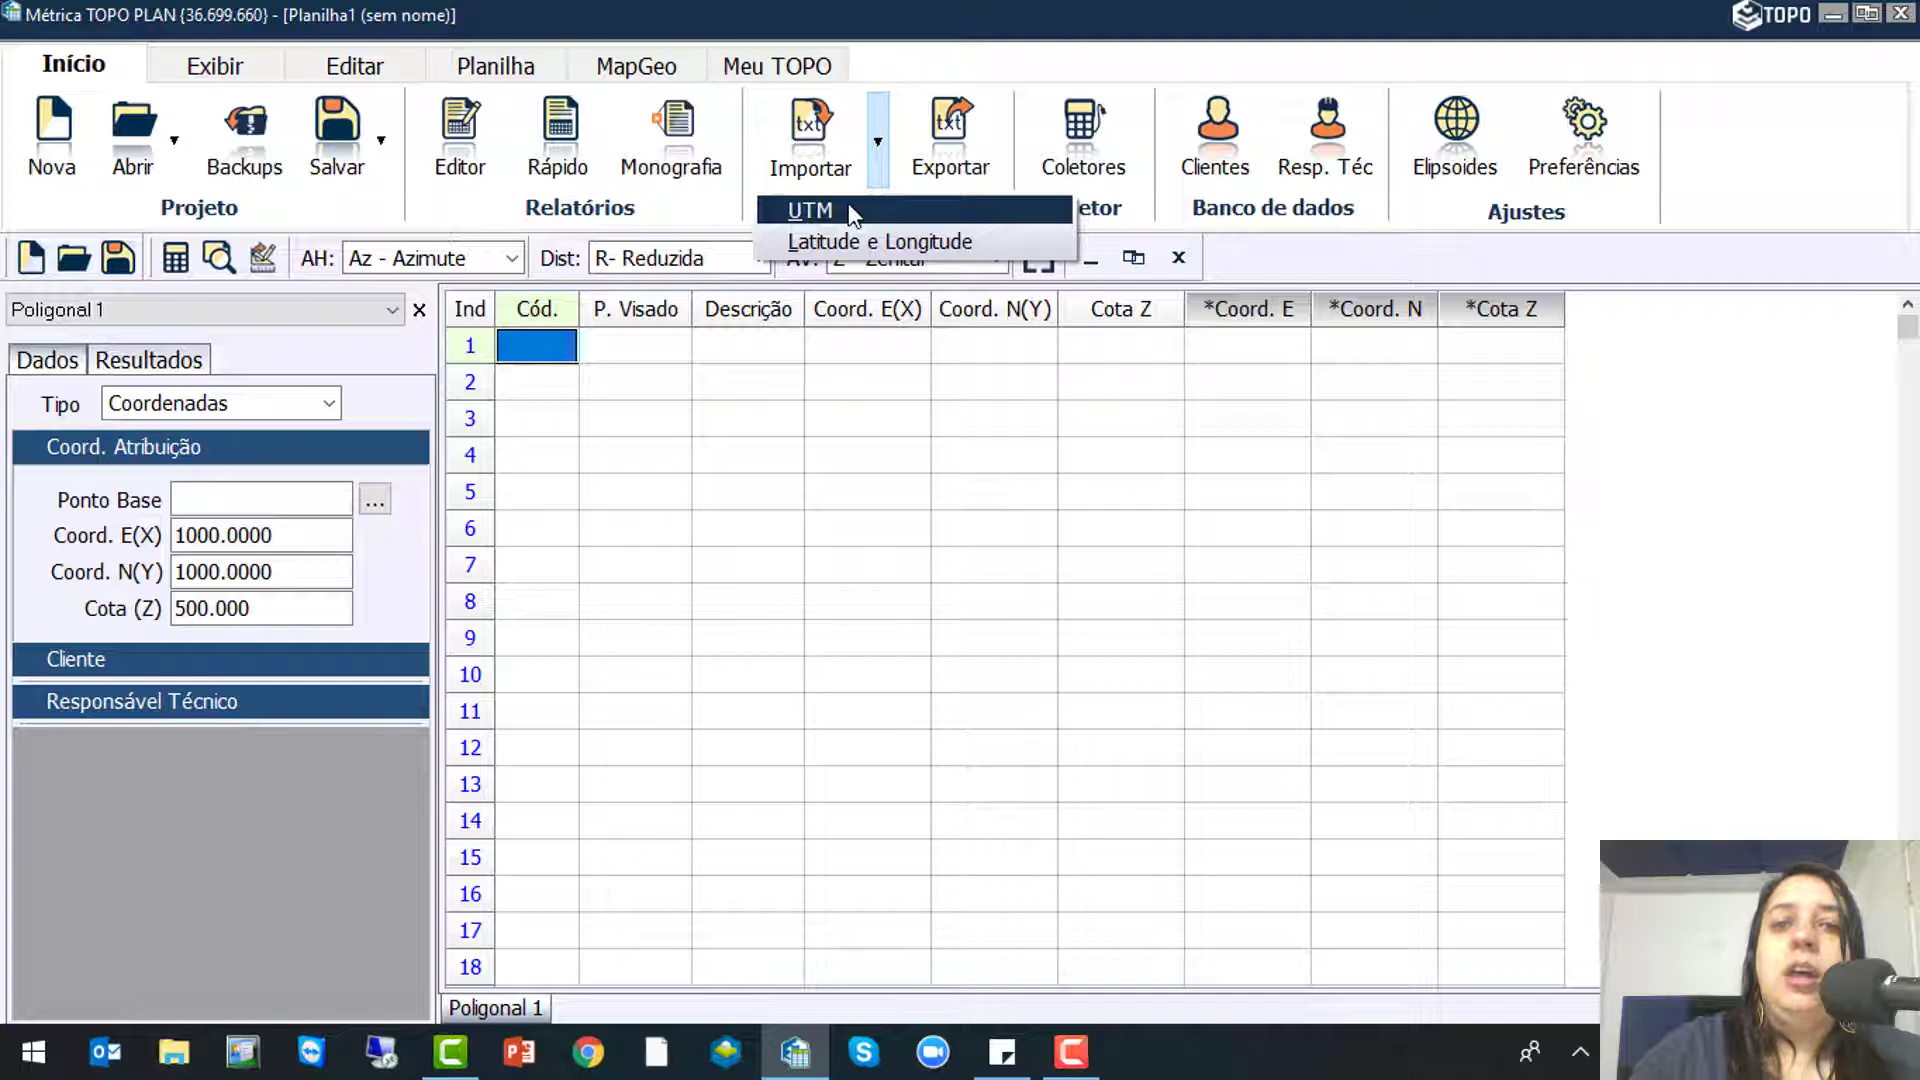 Métrica TOPO PLAN {36.699.660} - [Planilha1 (sem nome)]
TOPO
Início Exibir Editar Planilha MapGeo Meu TOPO
Nova Abrir Backups Salvar Editor Rápido Monografia Importar Exportar Coletores Clientes Resp. Téc Elipsoides Preferências
Projeto Relatórios etor Banco de dados Ajustes
UTM
Latitude e Longitude
AH: Az - Azimute Dist: R- Reduzida
Poligonal 1
Dados Resultados
Tipo Coordenadas
Coord. Atribuição
Ponto Base ...
Coord. E(X) 1000.0000
Coord. N(Y) 1000.0000
Cota (Z) 500.000
Cliente
Responsável Técnico
Ind Cód. P. Visado Descrição Coord. E(X) Coord. N(Y) Cota Z *Coord. E *Coord. N *Cota Z
1
2
3
4
5
6
7
8
9
10
11
12
13
14
15
16
17
18
Poligonal 1